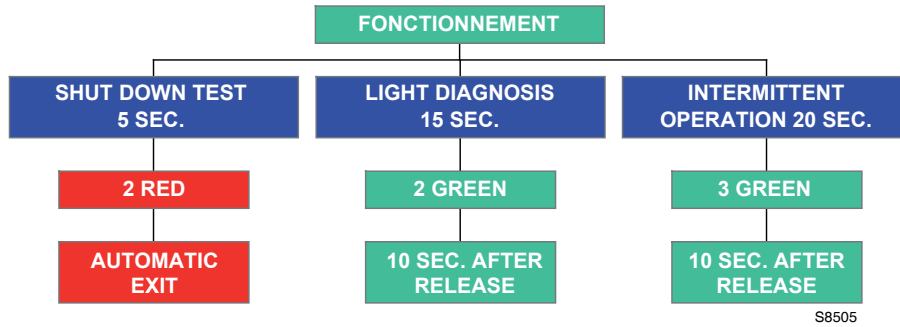 FONCTIONNEMENT
SHUT DOWN TEST
5 SEC.
LIGHT DIAGNOSIS
15 SEC.
INTERMITTENT
OPERATION 20 SEC.
2 RED
2 GREEN
3 GREEN
AUTOMATIC
EXIT
10 SEC. AFTER
RELEASE
10 SEC. AFTER
RELEASE
S8505